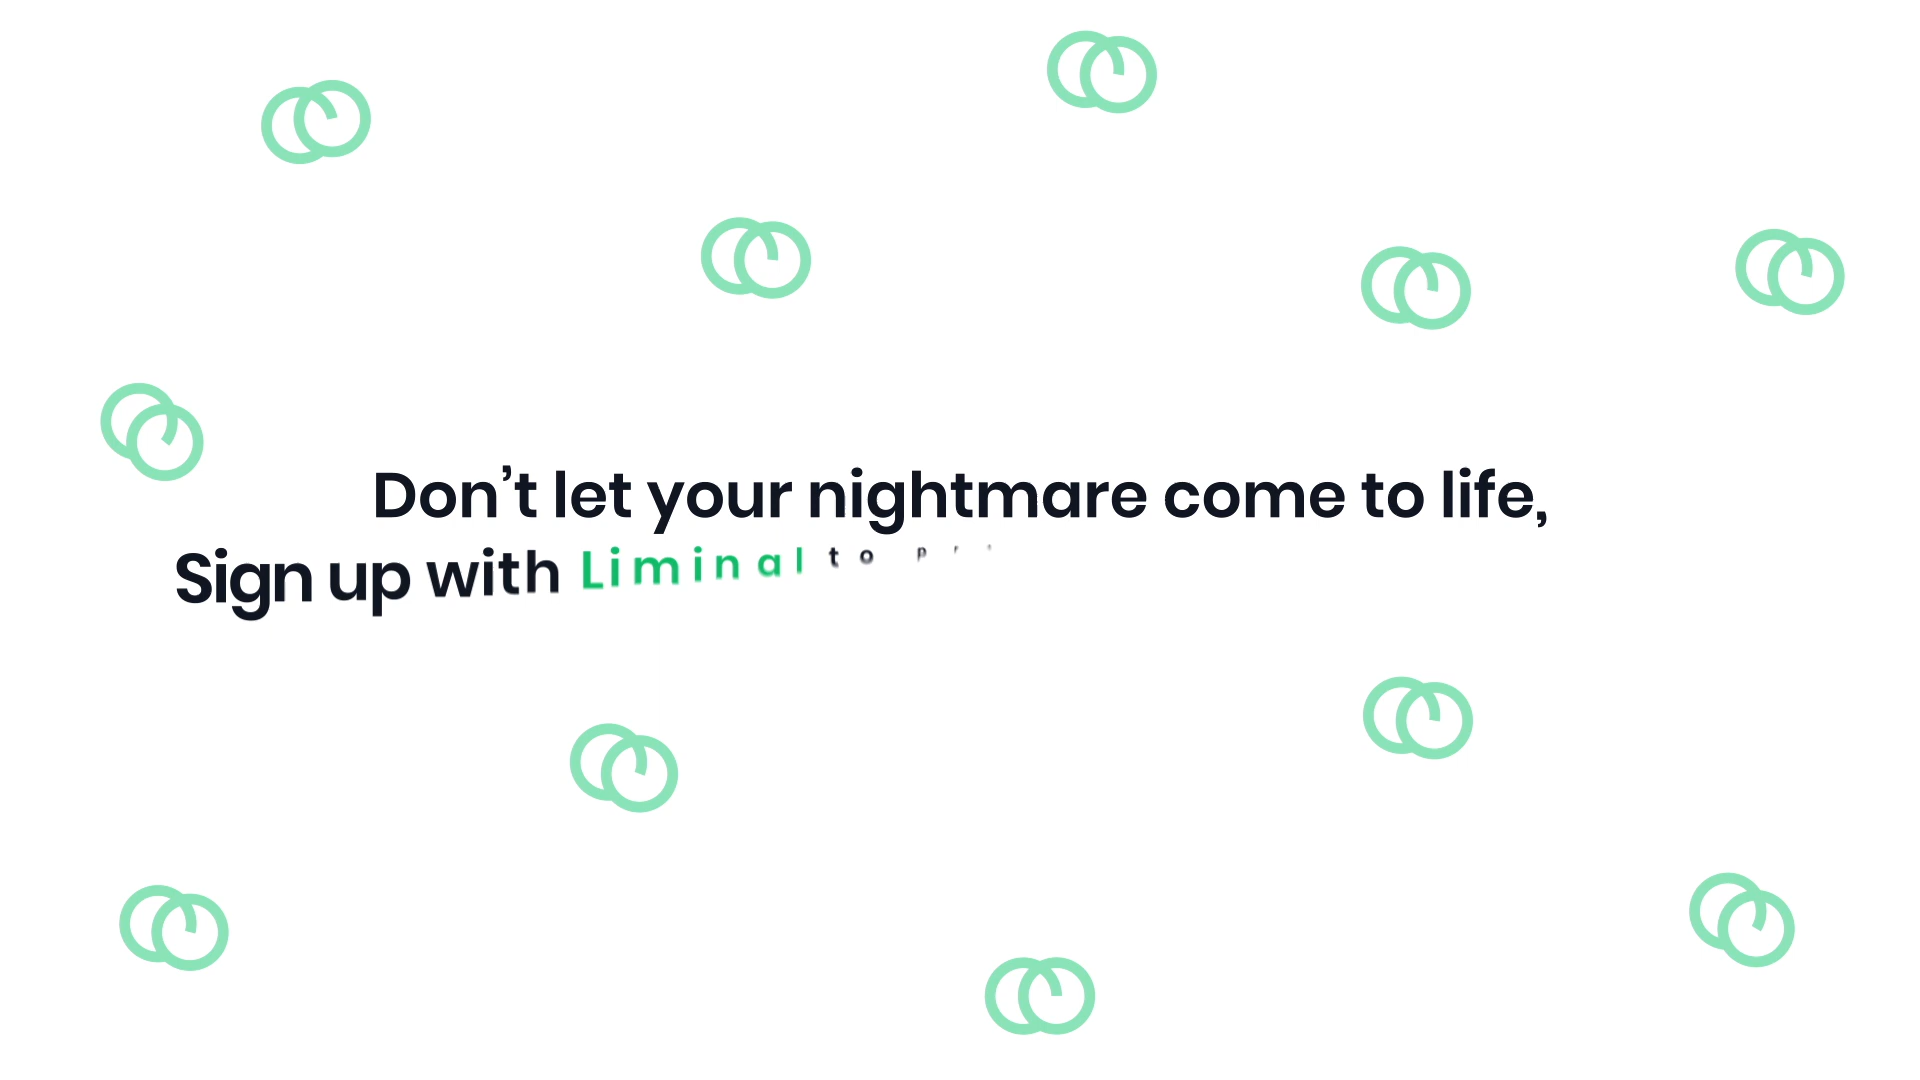 Don’t let your nightmare come to life,
Sign up with Liminal to